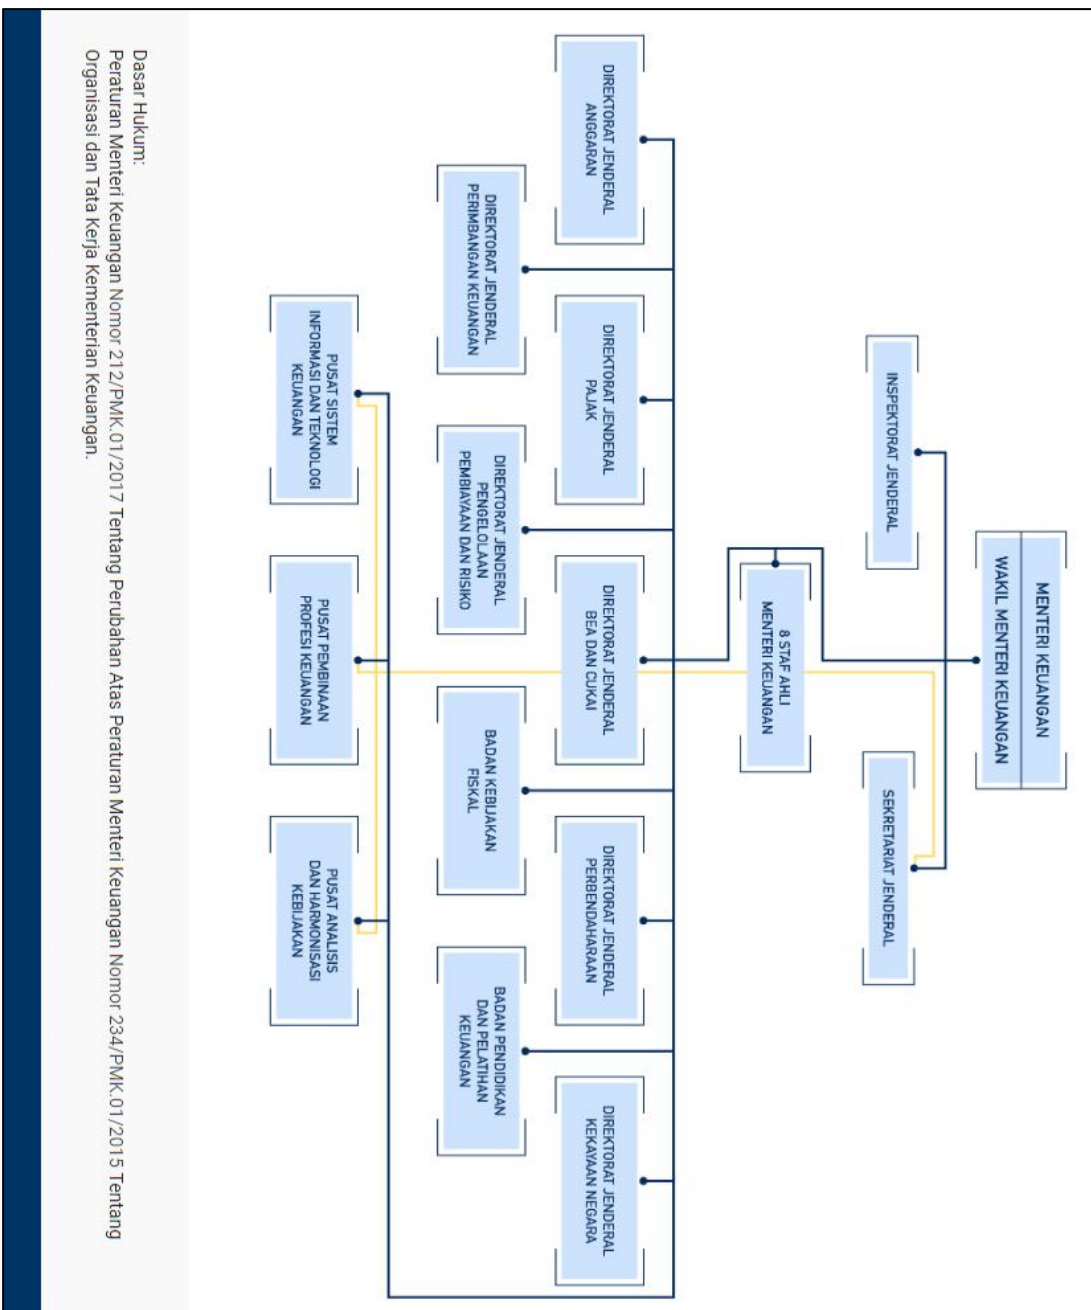 MENTERI KEUANGAN
WAKIL MENTERI KEUANGAN
INSPEKTORAT JENDERAL
SEKRETARIAT JENDERAL
8 STAF AHLI
MENTERI KEUANGAN
DIREKTORAT JENDERAL
ANGGARAN
DIREKTORAT JENDERAL
PAJAK
DIREKTORAT JENDERAL
BEA DAN CUKAI
DIREKTORAT JENDERAL
PERBENDAHARAAN
DIREKTORAT JENDERAL
KEKAYAAN NEGARA
DIREKTORAT JENDERAL
PERIMBANGAN KEUANGAN
DIREKTORAT JENDERAL
PENGELOLAAN
PEMBIAYAAN DAN RISIKO
BADAN KEBIJAKAN
FISKAL
BADAN PENDIDIKAN
DAN PELATIHAN
KEUANGAN
PUSAT SISTEM
INFORMASI DAN TEKNOLOGI
KEUANGAN
PUSAT PEMBINAAN
PROFESI KEUANGAN
PUSAT ANALISIS
DAN HARMONISASI
KEBIJAKAN
Dasar Hukum:
Peraturan Menteri Keuangan Nomor 212/PMK.01/2017 Tentang Perubahan Atas Peraturan Menteri Keuangan Nomor 234/PMK.01/2015 Tentang
Organisasi dan Tata Kerja Kementerian Keuangan.